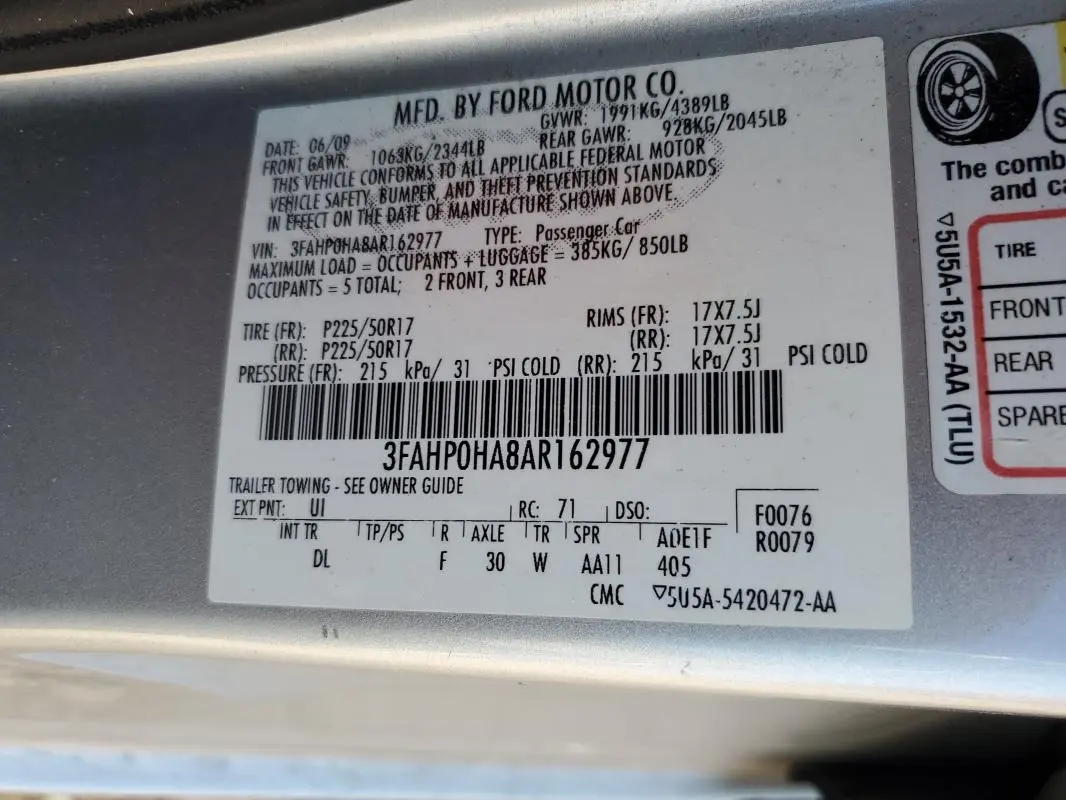 MFD. BY FORD MOTOR CO.
DATE: 06/09 GVWR: 1991KG/4389LB
FRONT GAWR: 1063KG/2344LB REAR GAWR: 928KG/2045LB
THIS VEHICLE CONFORMS TO ALL APPLICABLE FEDERAL MOTOR
VEHICLE SAFETY, BUMPER, AND THEFT PREVENTION STANDARDS
IN EFFECT ON THE DATE OF MANUFACTURE SHOWN ABOVE.
VIN: 3FAHP0HA8AR162977 TYPE: Passenger Car
MAXIMUM LOAD = OCCUPANTS + LUGGAGE = 385KG/ 850LB
OCCUPANTS = 5 TOTAL; 2 FRONT, 3 REAR
TIRE (FR): P225/50R17 RIMS (FR): 17X7.5J
(RR): P225/50R17 (RR): 17X7.5J
PRESSURE (FR): 215 kPa/ 31 PSI COLD (RR): 215 kPa/ 31 PSI COLD
3FAHP0HA8AR162977
TRAILER TOWING - SEE OWNER GUIDE
EXT PNT: UI RC: 71 DSO: F0076
INT TR TP/PS R AXLE TR SPR ADE1F R0079
DL F 30 W AA11 405
CMC ▽5U5A-5420472-AA
The comb
and ca
▽5U5A-1532-AA (TLU)
TIRE
FRONT
REAR
SPARE